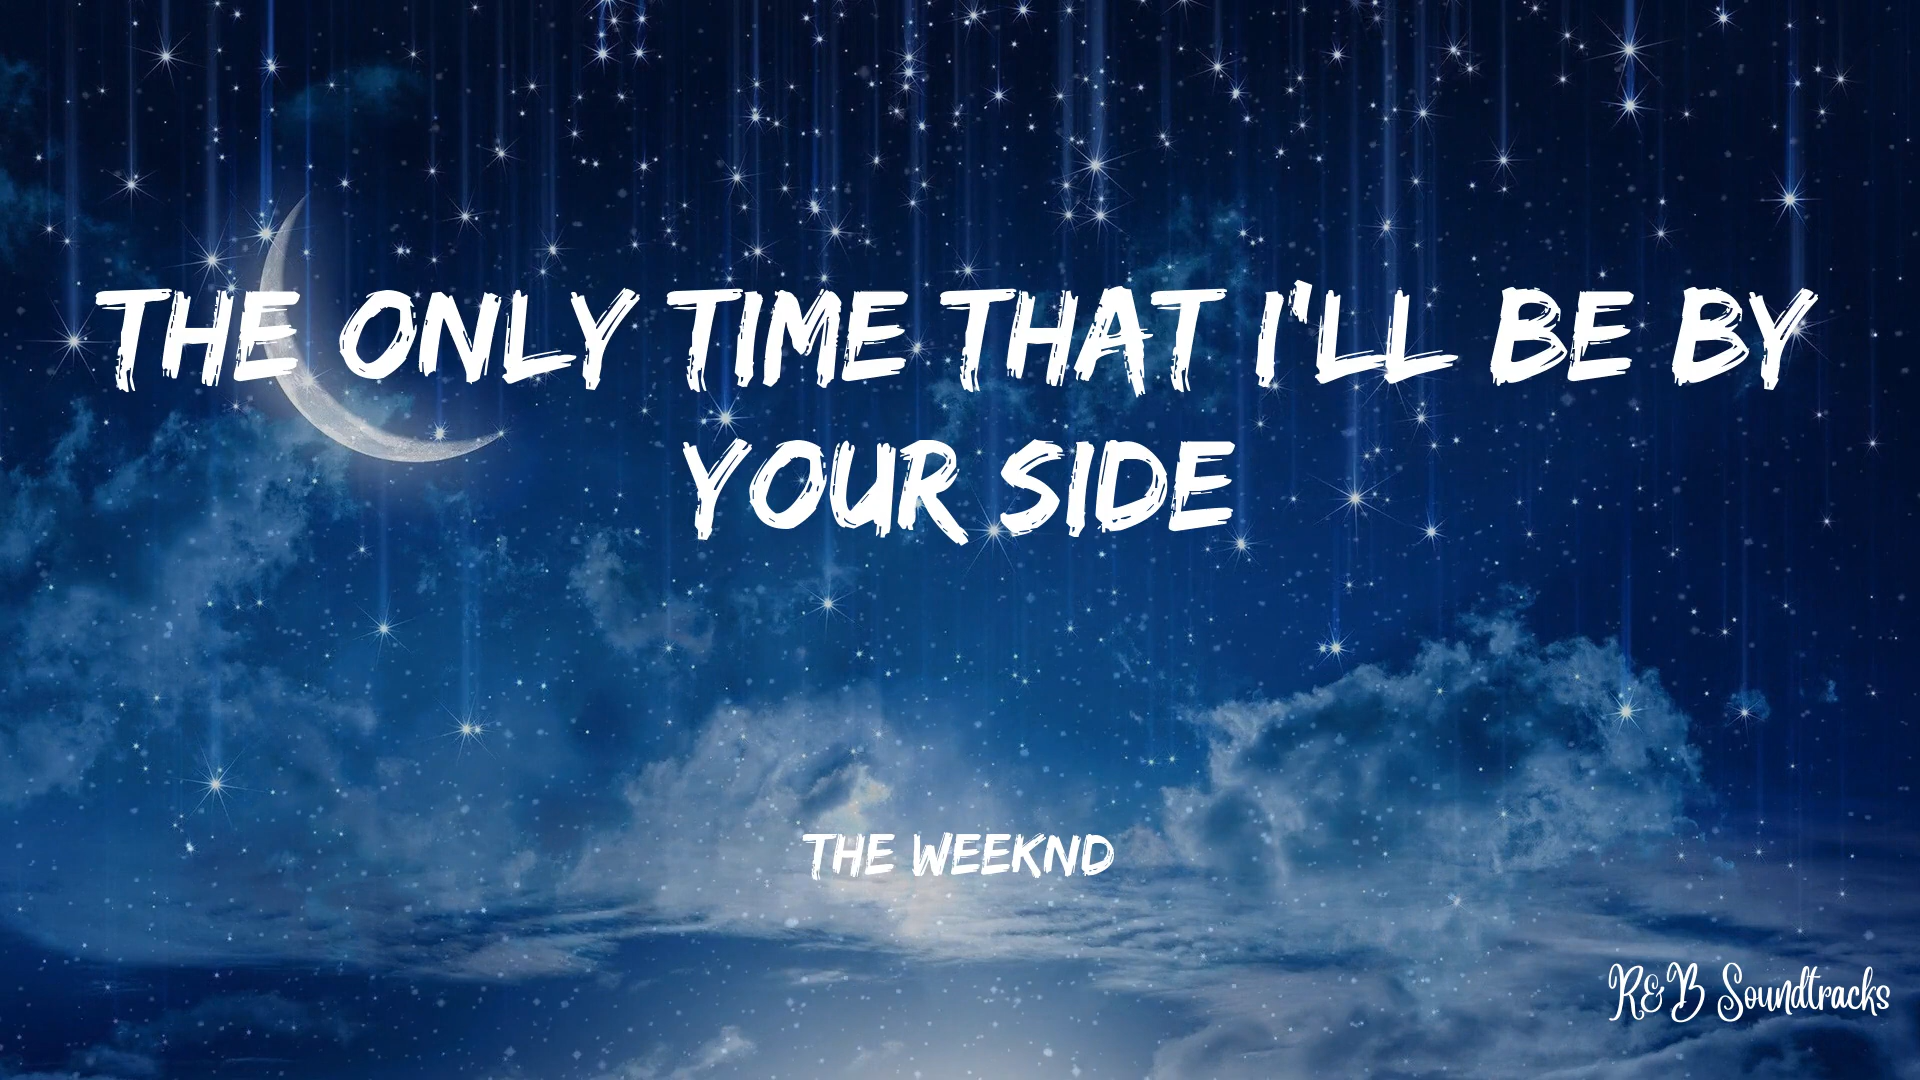 THE ONLY TIME THAT I'LL BE BY
YOUR SIDE
THE WEEKND
R&B Soundtracks